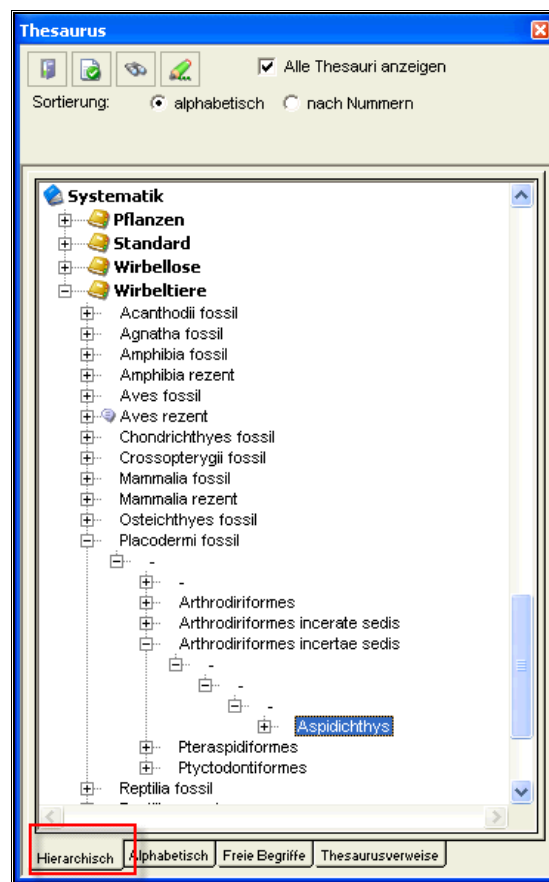 Thesaurus
Alle Thesauri anzeigen
Sortierung: alphabetisch nach Nummern
Systematik
Pflanzen
Standard
Wirbellose
Wirbeltiere
Acanthodii fossil
Agnatha fossil
Amphibia fossil
Amphibia rezent
Aves fossil
Aves rezent
Chondrichthyes fossil
Crossopterygii fossil
Mammalia fossil
Mammalia rezent
Osteichthyes fossil
Placodermi fossil
-
-
Arthrodiriformes
Arthrodiriformes incerate sedis
Arthrodiriformes incertae sedis
-
-
-
Aspidichthys
Pteraspidiformes
Ptyctodontiformes
Reptilia fossil
Hierarchisch Alphabetisch Freie Begriffe Thesaurusverweise